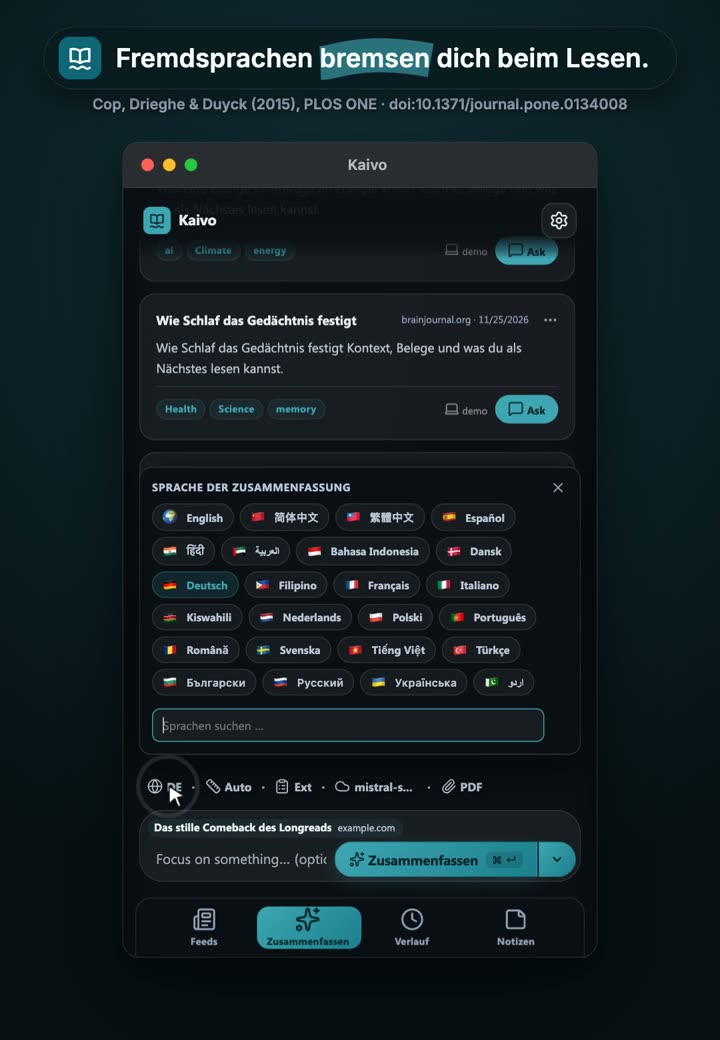 Fremdsprachen bremsen dich beim Lesen.
Cop, Drieghe & Duyck (2015), PLOS ONE · doi:10.1371/journal.pone.0134008
Kaivo
als Nächstes lesen kannst.
Kaivo
ai Climate energy demo Ask
Wie Schlaf das Gedächtnis festigt brainjournal.org · 11/25/2026 ···
Wie Schlaf das Gedächtnis festigt Kontext, Belege und was du als
Nächstes lesen kannst.
Health Science memory demo Ask
SPRACHE DER ZUSAMMENFASSUNG
English 简体中文 繁體中文 Español
हिंदी العربية Bahasa Indonesia Dansk
Deutsch Filipino Français Italiano
Kiswahili Nederlands Polski Português
Română Svenska Tiếng Việt Türkçe
Български Русский Українська اردو
Sprachen suchen ...
DE · Auto · Ext · mistral-s... · PDF
Das stille Comeback des Longreads example.com
Focus on something... (optic Zusammenfassen ⌘ ↵
Feeds Zusammenfassen Verlauf Notizen